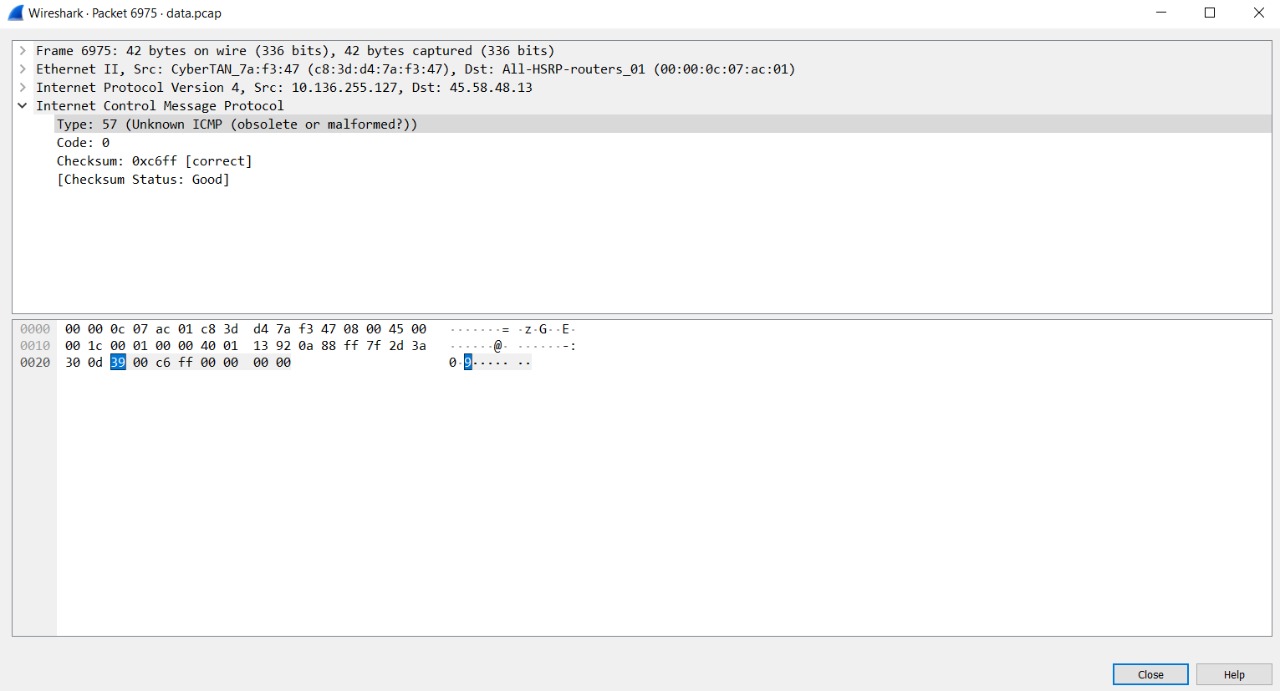 Wireshark · Packet 6975 · data.pcap
Frame 6975: 42 bytes on wire (336 bits), 42 bytes captured (336 bits)
Ethernet II, Src: CyberTAN_7a:f3:47 (c8:3d:d4:7a:f3:47), Dst: All-HSRP-routers_01 (00:00:0c:07:ac:01)
Internet Protocol Version 4, Src: 10.136.255.127, Dst: 45.58.48.13
Internet Control Message Protocol
Type: 57 (Unknown ICMP (obsolete or malformed?))
Code: 0
Checksum: 0xc6ff [correct]
[Checksum Status: Good]
0000 00 00 0c 07 ac 01 c8 3d d4 7a f3 47 08 00 45 00 ·······= ·z·G··E·
0010 00 1c 00 01 00 00 40 01 13 92 0a 88 ff 7f 2d 3a ······@· ······-:
0020 30 0d 39 00 c6 ff 00 00 00 00 0·9····· ··
Close
Help